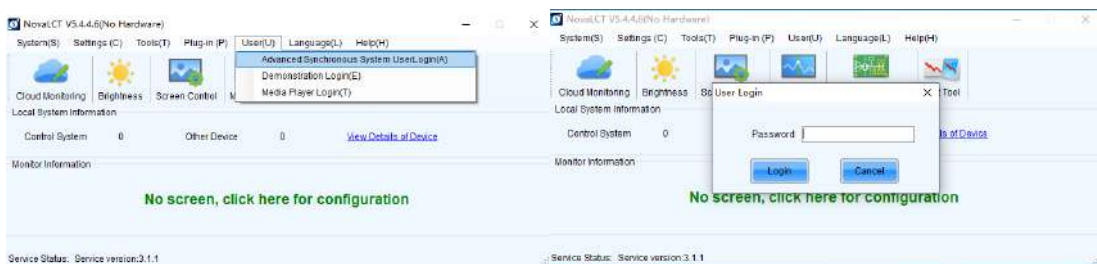 NovaLCT V5.4.4.6(No Hardware)
System(S) Settings (C) Tools(T) Plug-in (P) User(U) Language(L) Help(H)
Advanced Synchronous System UserLogin(A)
Demonstration Login(E)
Media Player Login(T)
Cloud Monitoring Brightness Screen Control M
Local System Information
Control System 0 Other Device 0 View Details of Device
Monitor Information
No screen, click here for configuration
Service Status: Service version:3.1.1
NovaLCT V5.4.4.6(No Hardware)
System(S) Settings (C) Tools(T) Plug-in (P) User(U) Language(L) Help(H)
Cloud Monitoring Brightness Sc Tool
User Login
Local System Information
Control System 0 ls of Device
Password
Login Cancel
Monitor Information
No screen, click here for configuration
Service Status: Service version:3.1.1